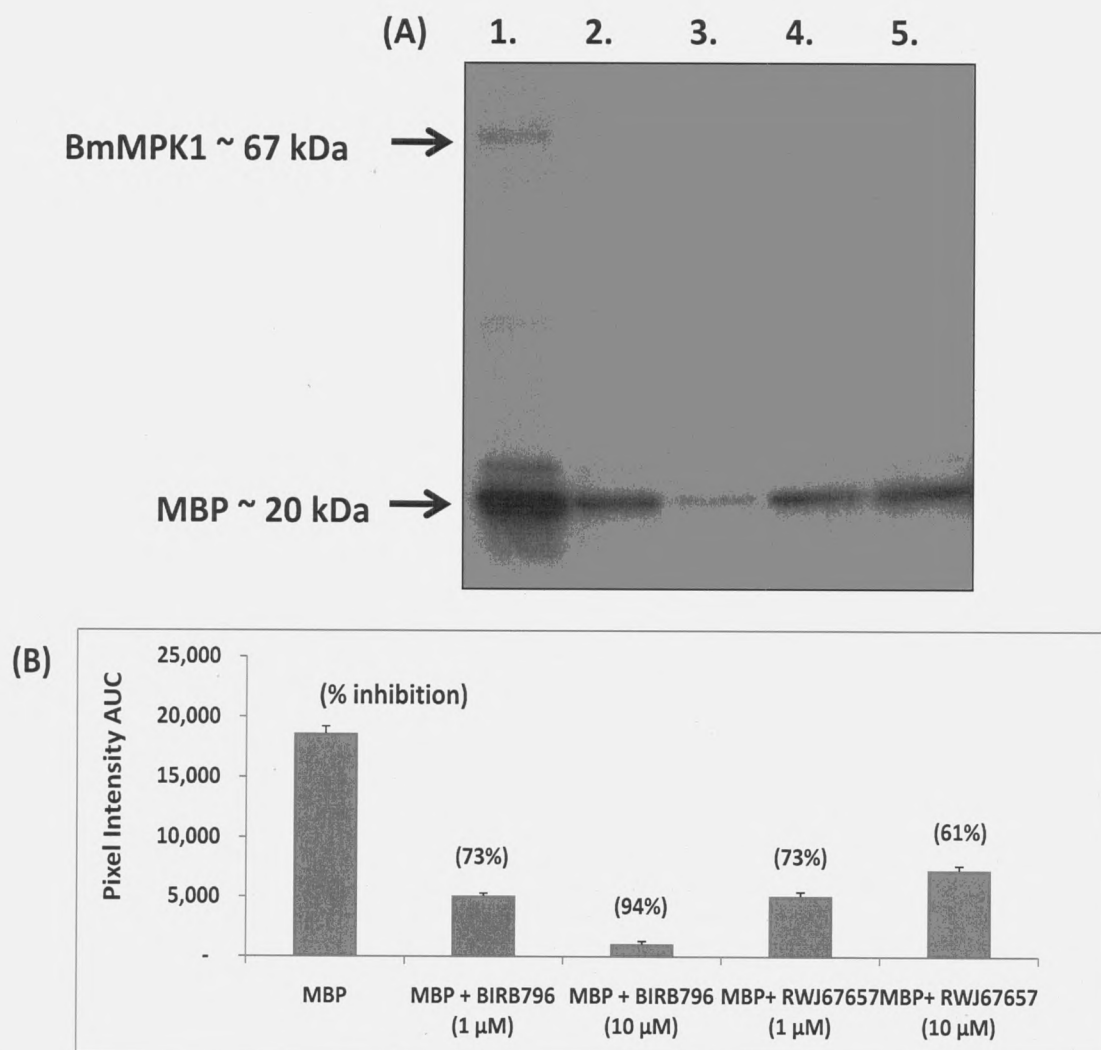 (A) 1. 2. 3. 4. 5.
BmMPK1 ~ 67 kDa
MBP ~ 20 kDa
(B)
Pixel Intensity AUC
25,000
20,000
15,000
10,000
5,000
-
(% inhibition)
(73%) (94%) (73%) (61%)
MBP MBP + BIRB796 MBP + BIRB796 MBP+ RWJ67657 MBP+ RWJ67657
(1 µM) (10 µM) (1 µM) (10 µM)